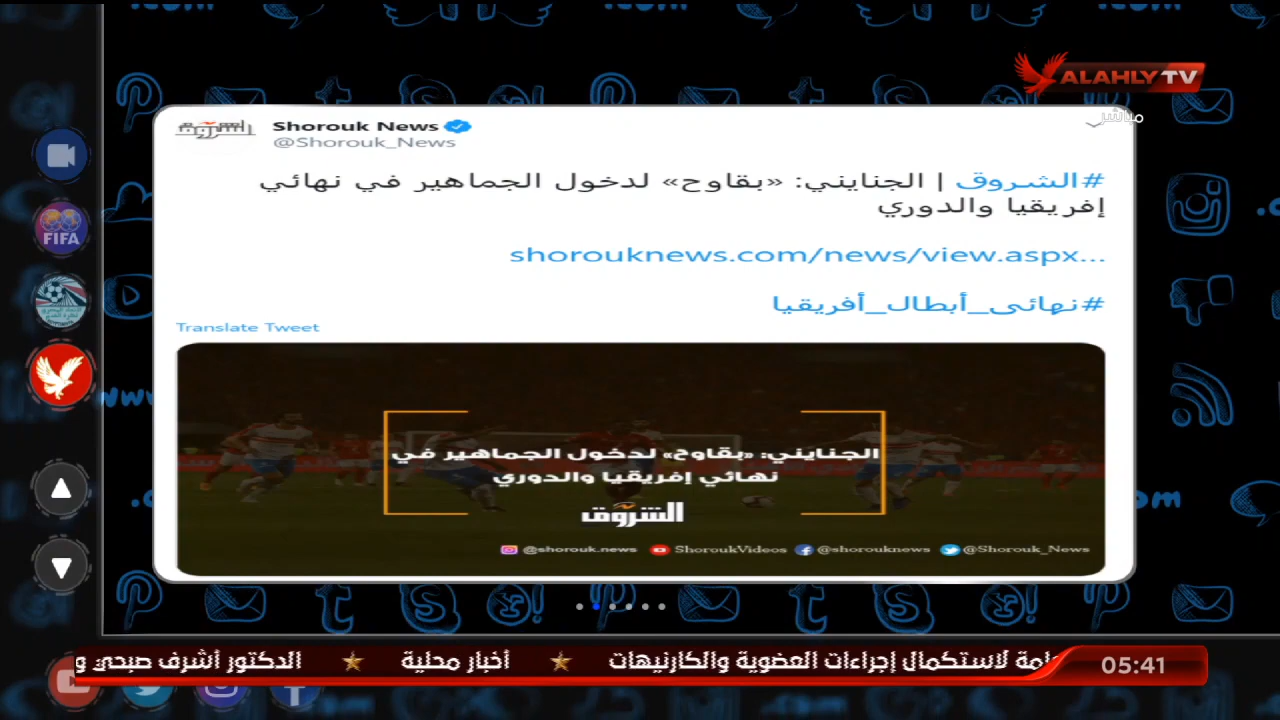 ALAHLY TV
مباشر
الشروق
Shorouk News
@Shorouk_News
#الشروق | الجنايني: «بقاوح» لدخول الجماهير في نهائي
إفريقيا والدوري
shorouknews.com/news/view.aspx...
#نهائى_أبطال_أفريقيا
Translate Tweet
FIFA
الجنايني: «بقاوح» لدخول الجماهير في
نهائي إفريقيا والدوري
الشروق
@shorouk.news ShoroukVideos @shorouknews @Shorouk_News
لاستكمال إجراءات العضوية والكارنيهات ★ أخبار محلية ★ الدكتور أشرف صبحي و
05:41